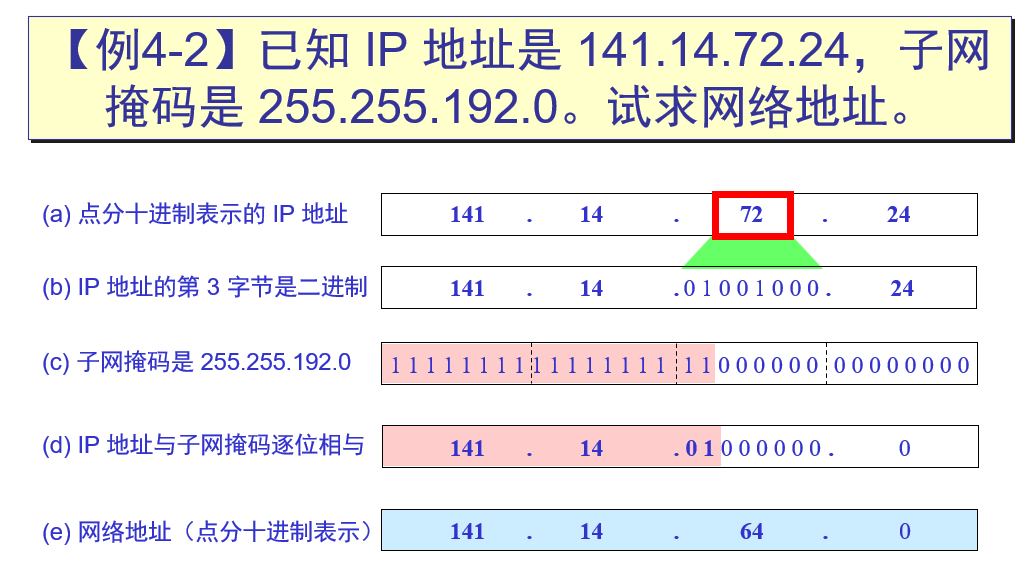 【例4-2】已知 IP 地址是 141.14.72.24，子网
掩码是 255.255.192.0。试求网络地址。
(a) 点分十进制表示的 IP 地址 141 . 14 . 72 . 24
(b) IP 地址的第 3 字节是二进制 141 . 14 .01001000. 24
(c) 子网掩码是 255.255.192.0 11111111 11111111 11000000 00000000
(d) IP 地址与子网掩码逐位相与 141 . 14 .01000000. 0
(e) 网络地址（点分十进制表示） 141 . 14 . 64 . 0